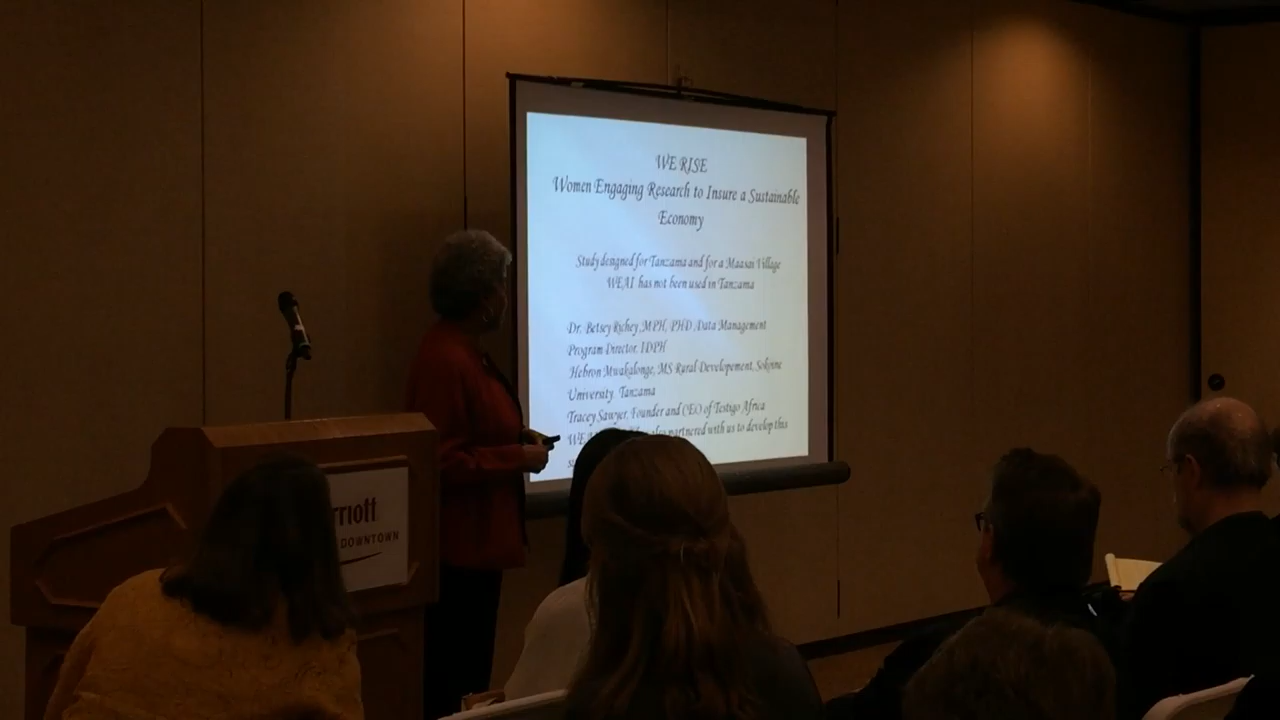 WE RISE
Women Engaging Research to Insure a Sustainable
Economy
Study designed for Tanzania and for a Maasai Village
WEAI has not been used in Tanzania
Dr. Betsey Richey, MPH, PHD Data Management
Program Director, IDPH
Hebron Mwakalonge, MS Rural Developement, Sokoine
University Tanzania
Tracey Sawyer, Founder and CEO of Testigo Africa
partnered with us to develop this
rriott
DOWNTOWN